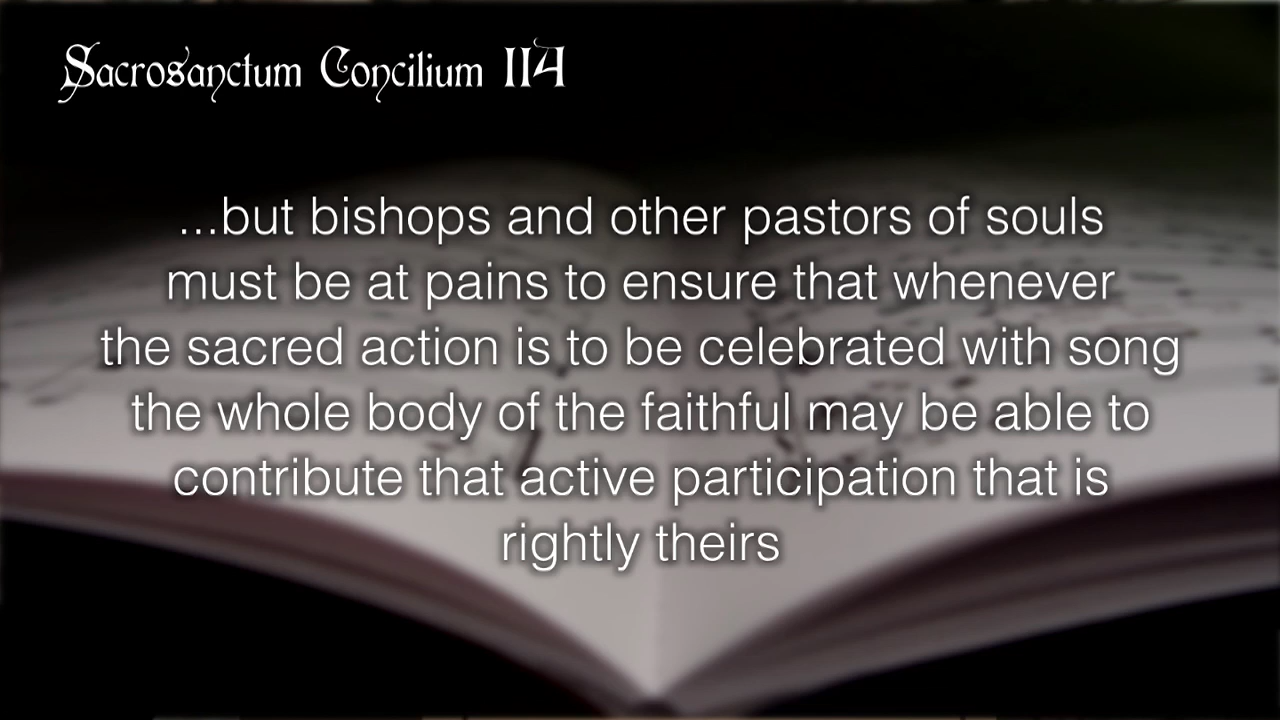 Sacrosanctum Concilium 114
...but bishops and other pastors of souls
must be at pains to ensure that whenever
the sacred action is to be celebrated with song
the whole body of the faithful may be able to
contribute that active participation that is
rightly theirs